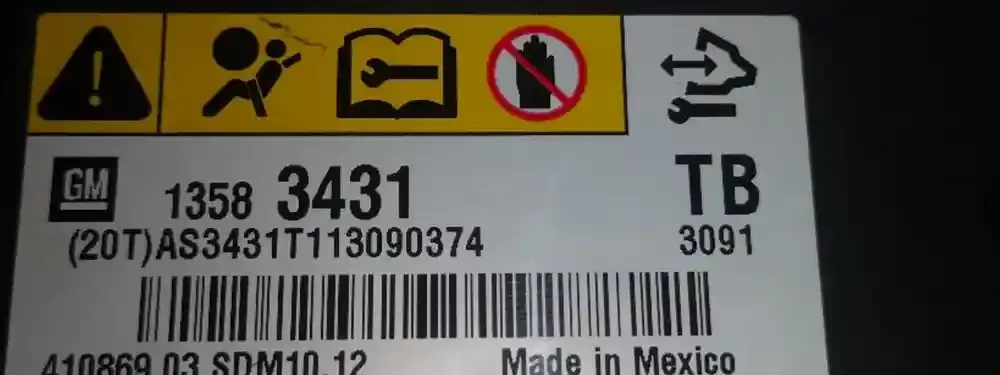 GM 1358 3431 TB
(20T)AS3431T113090374 3091
410869 03 SDM10.12 Made in Mexico